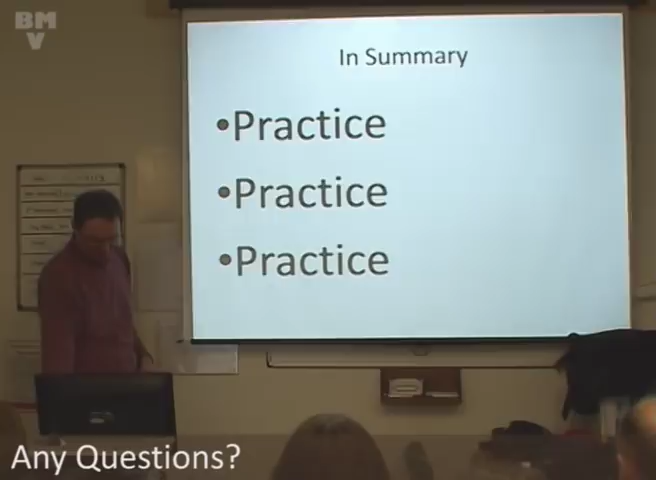 BM
V
In Summary
•Practice
•Practice
•Practice
Any Questions?